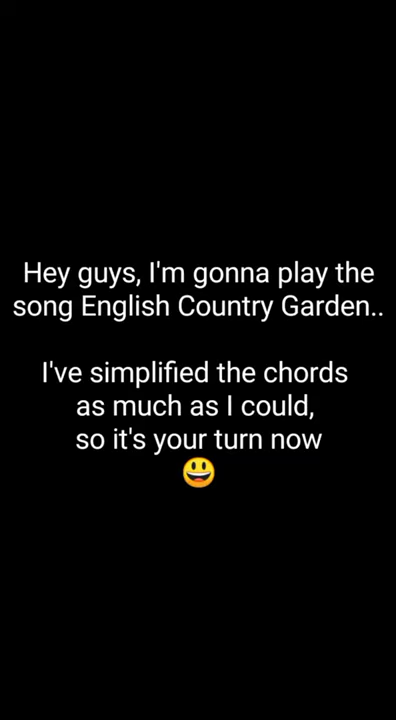 Hey guys, I'm gonna play the
song English Country Garden..
I've simplified the chords
as much as I could,
so it's your turn now
😃